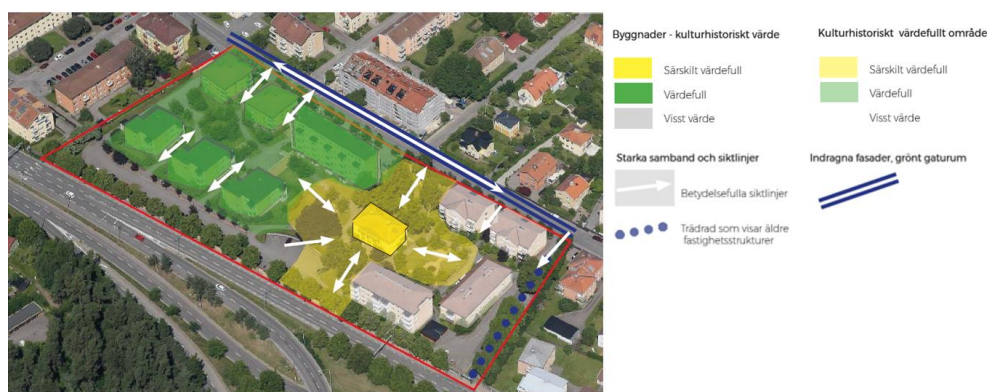 Byggnader - kulturhistoriskt värde
Särskilt värdefull
Värdefull
Visst värde
Starka samband och siktlinjer
Betydelsefulla siktlinjer
Trädrad som visar äldre
fastighetsstrukturer
Kulturhistoriskt värdefullt område
Särskilt värdefull
Värdefull
Visst värde
Indragna fasader, grönt gaturum